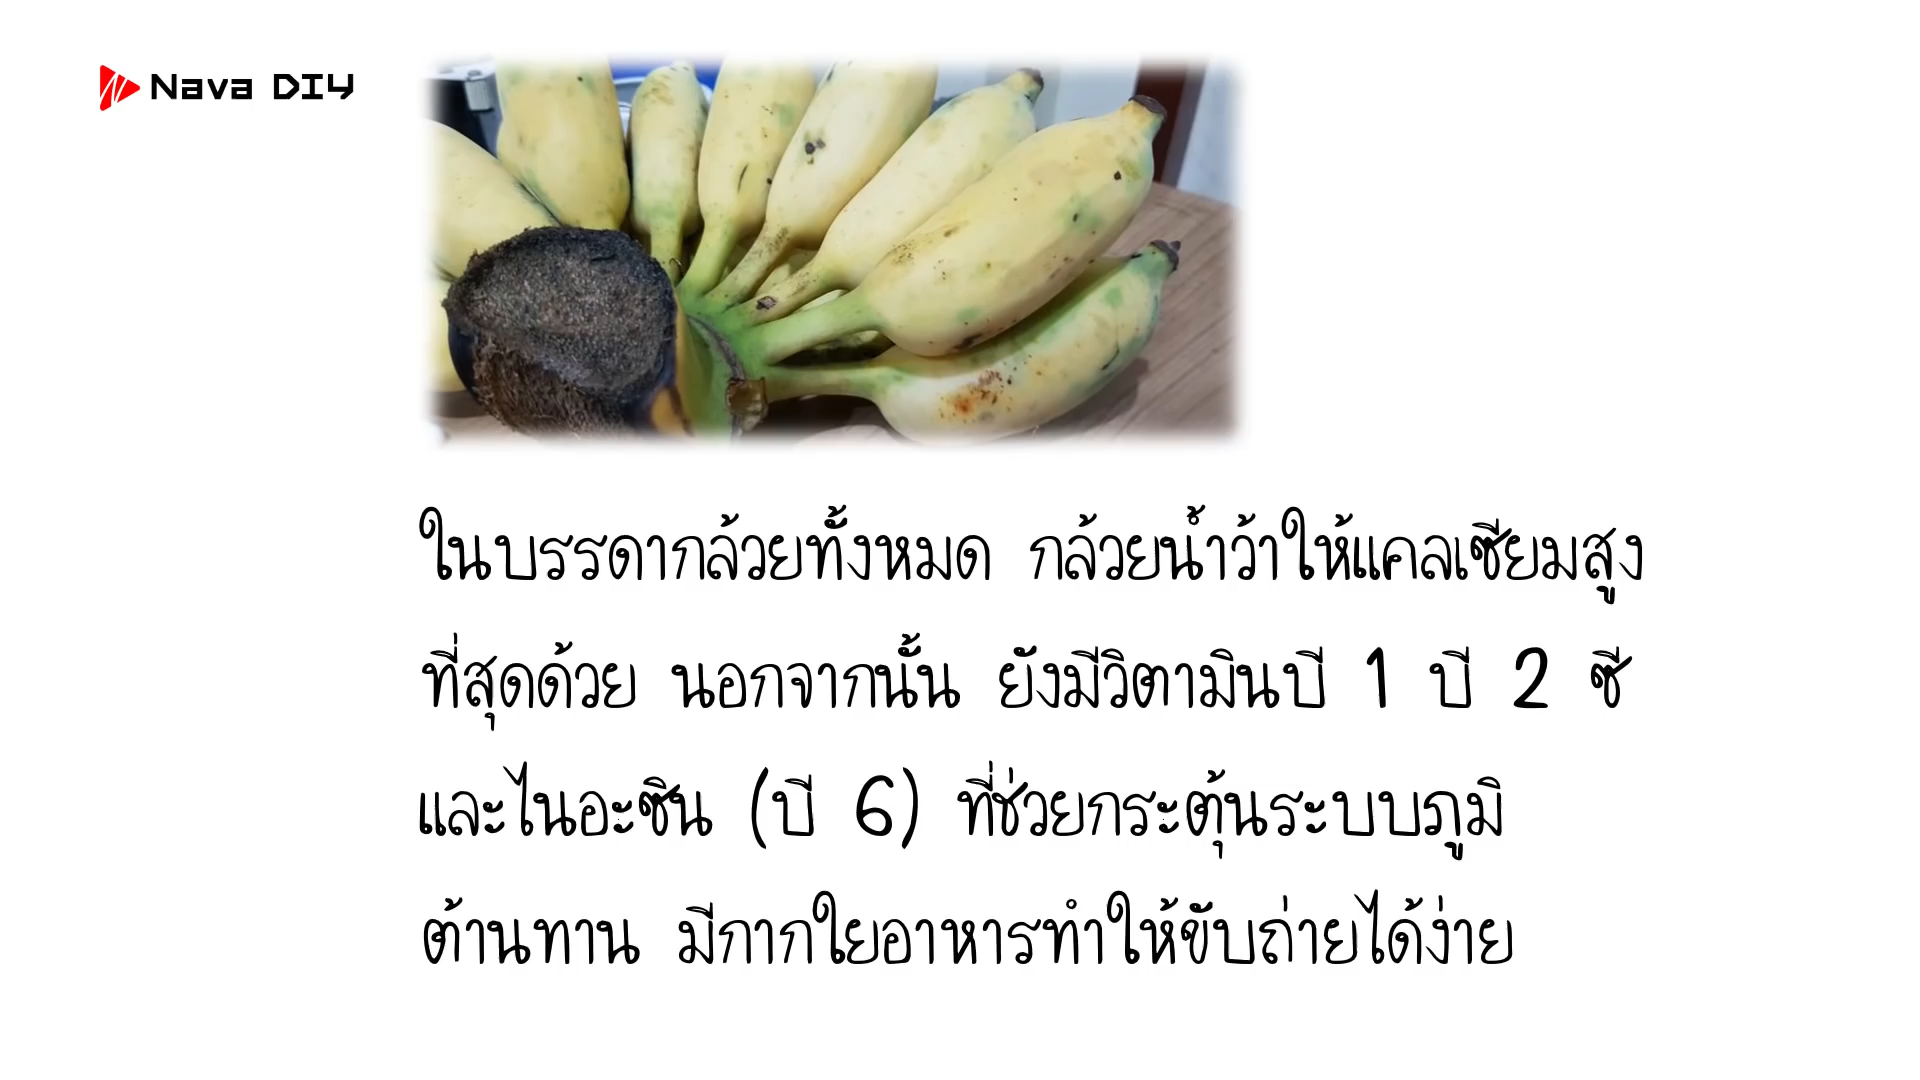 Nava DIY
ในบรรดากล้วยทั้งหมด กล้วยน้ำว้าให้แคลเซียมสูง
ที่สุดด้วย นอกจากนั้น ยังมีวิตามินบี 1 บี 2 ซี
และไนอะซิน (บี 6) ที่ช่วยกระตุ้นระบบภูมิ
ต้านทาน มีกากใยอาหารทำให้ขับถ่ายได้ง่าย